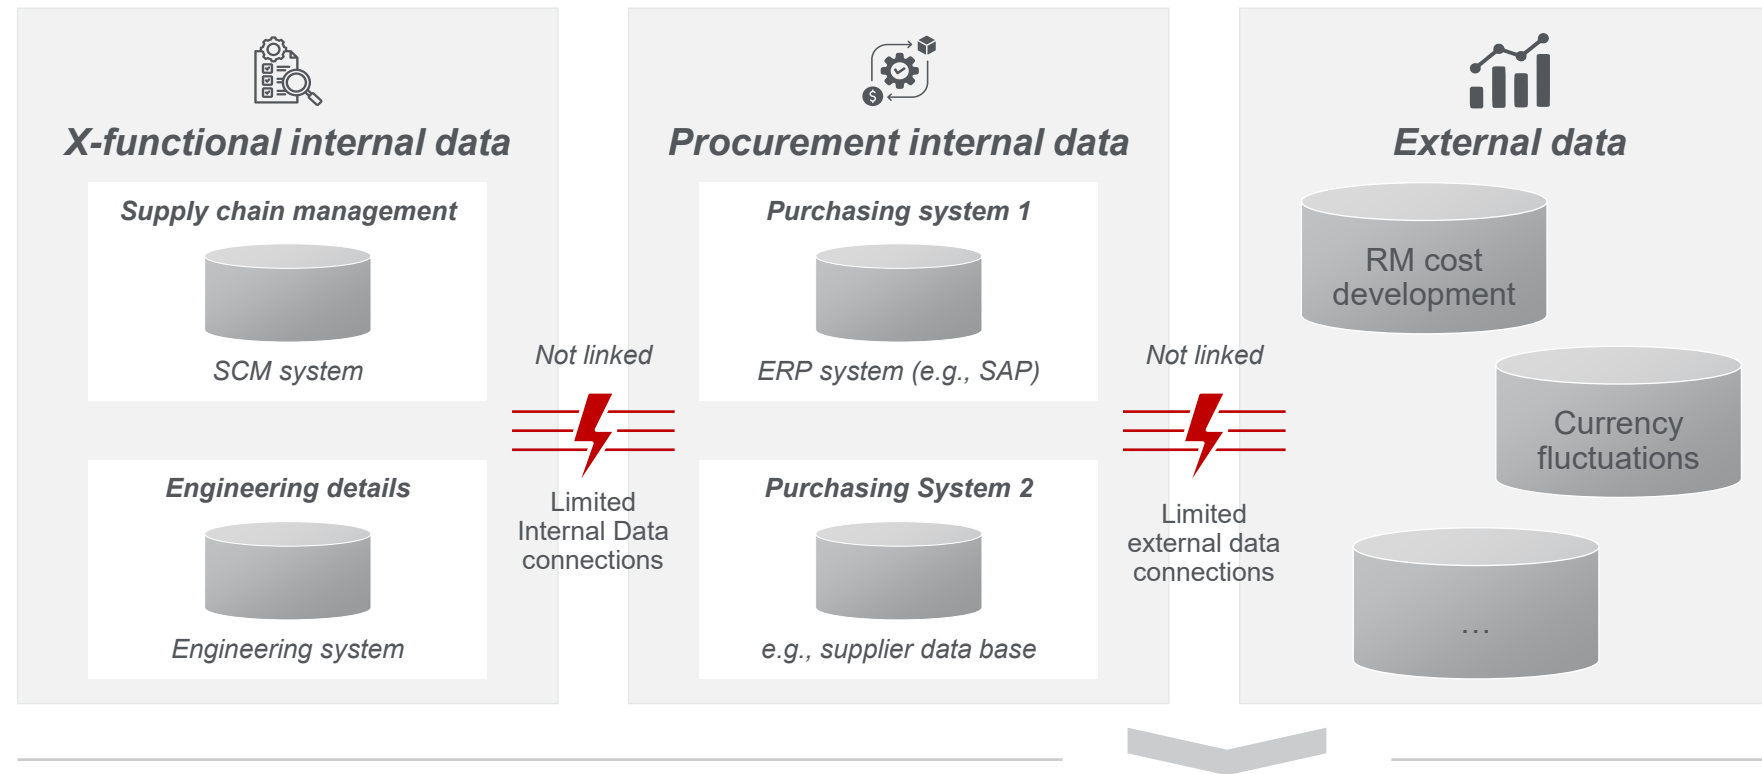 X-functional internal data
Supply chain management
SCM system
Engineering details
Engineering system
Not linked
Limited
Internal Data
connections
Procurement internal data
Purchasing system 1
ERP system (e.g., SAP)
Purchasing System 2
e.g., supplier data base
Not linked
Limited
external data
connections
External data
RM cost
development
Currency
fluctuations
...
$